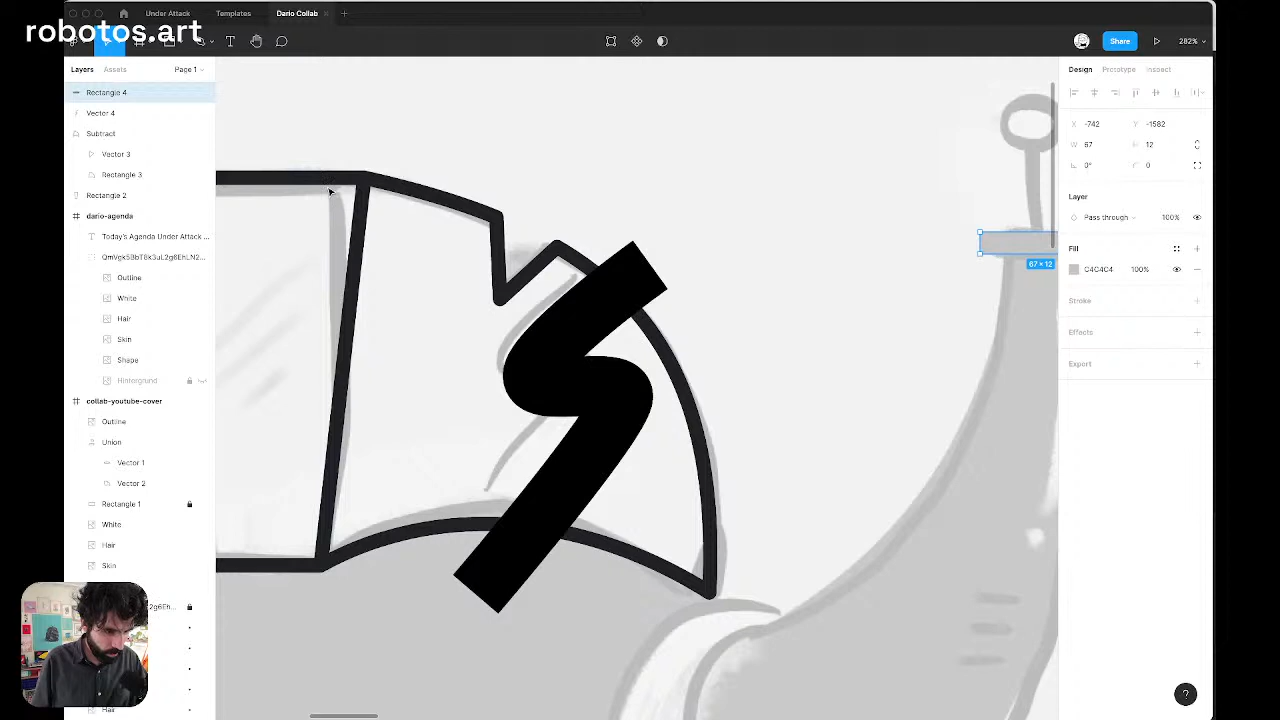 Under Attack
Templates
Dario Collab
robotos.art
Share
282%
Layers
Assets
Page 1
Design
Prototype
Inspect
Rectangle 4
Vector 4
Subtract
Vector 3
Rectangle 3
Rectangle 2
dario-agenda
Today's Agenda Under Attack ...
QmVgk5BbT8k3uL2g6EhLN2...
Outline
White
Hair
Skin
Shape
Hintergrund
collab-youtube-cover
Outline
Union
Vector 1
Vector 2
Rectangle 1
White
Hair
Skin
Hair
X -742
Y -1582
W 67
H 12
0°
0
Layer
Pass through
100%
Fill
C4C4C4
100%
Stroke
Effects
Export
67 × 12
?